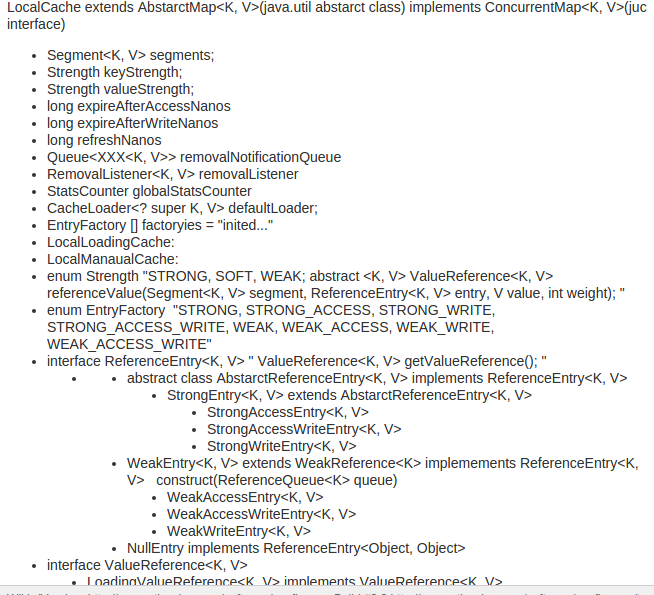 LocalCache extends AbstarctMap<K, V>(java.util abstarct class) implements ConcurrentMap<K, V>(juc
interface)
Segment<K, V> segments;
Strength keyStrength;
Strength valueStrength;
long expireAfterAccessNanos
long expireAfterWriteNanos
long refreshNanos
Queue<XXX<K, V>> removalNotificationQueue
RemovalListener<K, V> removalListener
StatsCounter globalStatsCounter
CacheLoader<? super K, V> defaultLoader;
EntryFactory [] factoryies = "inited..."
LocalLoadingCache:
LocalManaualCache:
enum Strength "STRONG, SOFT, WEAK; abstract <K, V> ValueReference<K, V>
referenceValue(Segment<K, V> segment, ReferenceEntry<K, V> entry, V value, int weight); "
enum EntryFactory "STRONG, STRONG_ACCESS, STRONG_WRITE,
STRONG_ACCESS_WRITE, WEAK, WEAK_ACCESS, WEAK_WRITE,
WEAK_ACCESS_WRITE"
interface ReferenceEntry<K, V> " ValueReference<K, V> getValueReference(); "
abstract class AbstarctReferenceEntry<K, V> implements ReferenceEntry<K, V>
StrongEntry<K, V> extends AbstarctReferenceEntry<K, V>
StrongAccessEntry<K, V>
StrongAccessWriteEntry<K, V>
StrongWriteEntry<K, V>
WeakEntry<K, V> extends WeakReference<K> implemements ReferenceEntry<K,
V> construct(ReferenceQueue<K> queue)
WeakAccessEntry<K, V>
WeakAccessWriteEntry<K, V>
WeakWriteEntry<K, V>
NullEntry implements ReferenceEntry<Object, Object>
interface ValueReference<K, V>
LoadingValueReference<K, V> implements ValueReference<K, V>